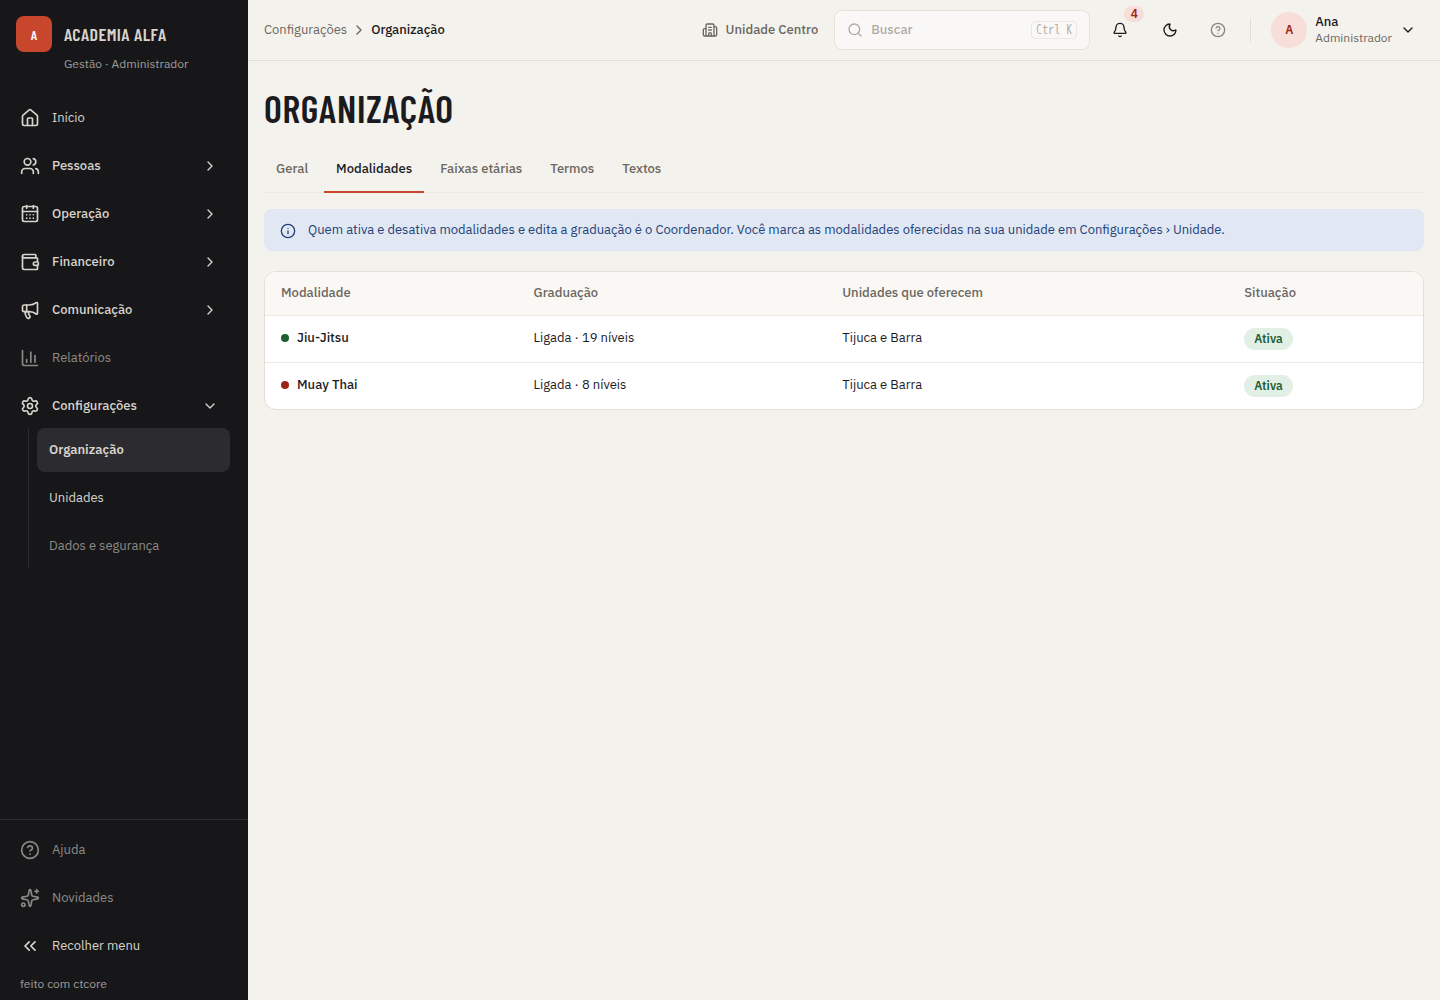 A
ACADEMIA ALFA
Gestão · Administrador
Início
Pessoas
Operação
Financeiro
Comunicação
Relatórios
Configurações
Organização
Unidades
Dados e segurança
Ajuda
Novidades
Recolher menu
feito com ctcore
Configurações
Organização
Unidade Centro
Buscar
Ctrl K
4
A
Ana
Administrador
ORGANIZAÇÃO
Geral
Modalidades
Faixas etárias
Termos
Textos
Quem ativa e desativa modalidades e edita a graduação é o Coordenador. Você marca as modalidades oferecidas na sua unidade em Configurações › Unidade.
Modalidade Graduação Unidades que oferecem Situação
Jiu-Jitsu Ligada · 19 níveis Tijuca e Barra Ativa
Muay Thai Ligada · 8 níveis Tijuca e Barra Ativa